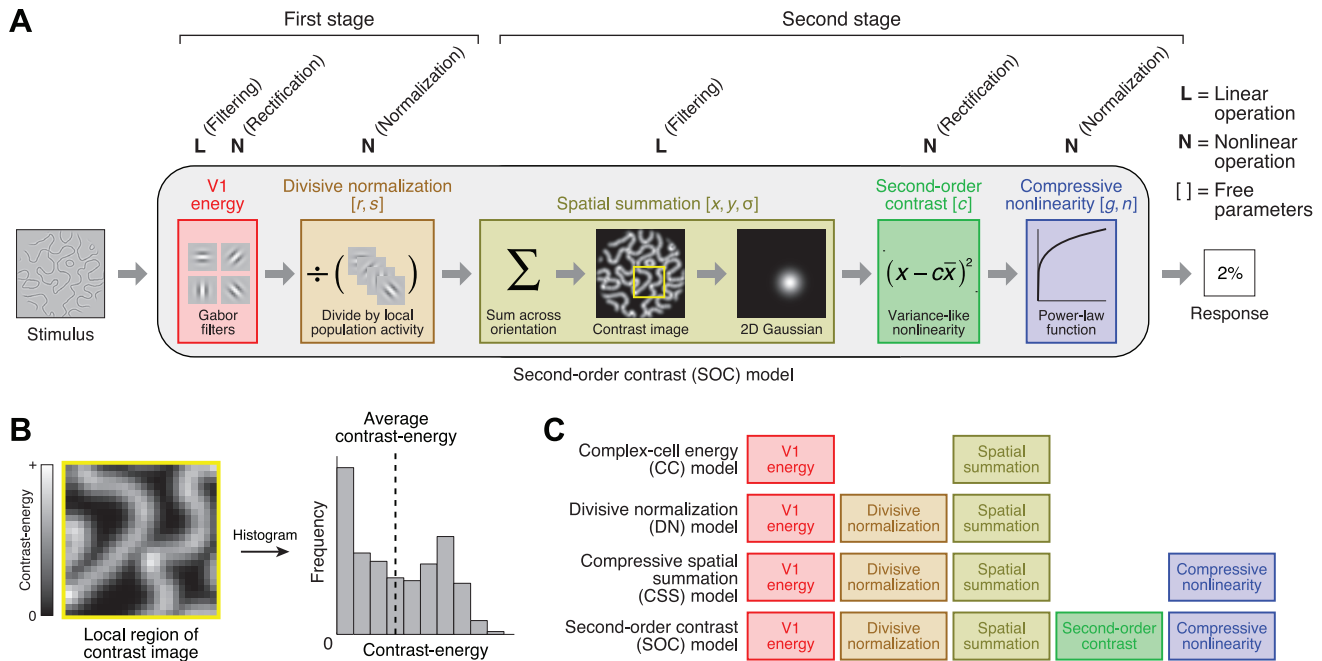 A
First stage
Second stage
L (Filtering)
N (Rectification)
N (Normalization)
L (Filtering)
N (Rectification)
N (Normalization)
L = Linear
operation
N = Nonlinear
operation
[ ] = Free
parameters
V1
energy
Divisive normalization
[r, s]
Spatial summation [x, y, σ]
Second-order
contrast [c]
Compressive
nonlinearity [g, n]
Stimulus
Gabor
filters
÷ ( )
Divide by local
population activity
∑
Sum across
orientation
Contrast image
2D Gaussian
(x − cx̄)²
Variance-like
nonlinearity
Power-law
function
2%
Response
Second-order contrast (SOC) model
B
+
Contrast-energy
0
Local region of
contrast image
Histogram
Average
contrast-energy
Frequency
0
Contrast-energy
C
Complex-cell energy
(CC) model
V1
energy
Spatial
summation
Divisive normalization
(DN) model
V1
energy
Divisive
normalization
Spatial
summation
Compressive spatial
summation
(CSS) model
V1
energy
Divisive
normalization
Spatial
summation
Compressive
nonlinearity
Second-order contrast
(SOC) model
V1
energy
Divisive
normalization
Spatial
summation
Second-order
contrast
Compressive
nonlinearity